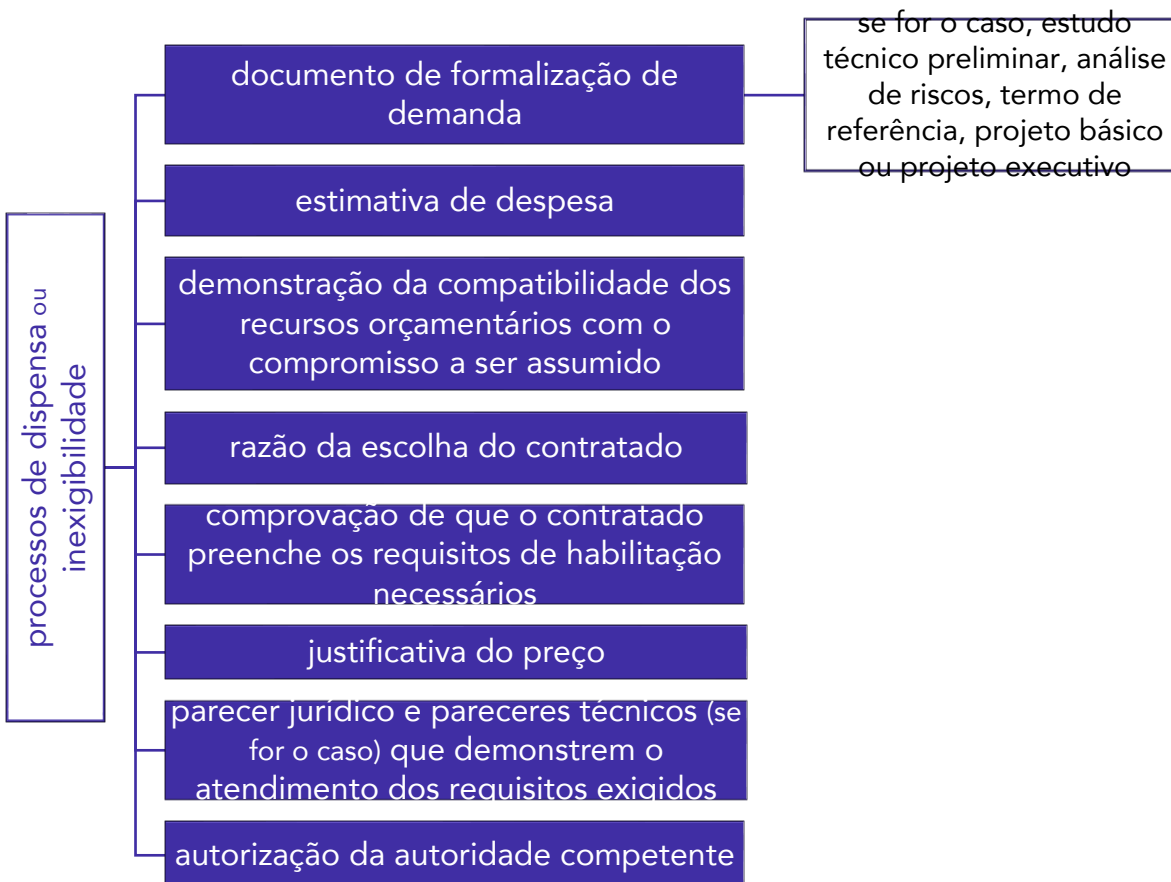 processos de dispensa ou
inexigibilidade
documento de formalização de
demanda
se for o caso, estudo
técnico preliminar, análise
de riscos, termo de
referência, projeto básico
ou projeto executivo
estimativa de despesa
demonstração da compatibilidade dos
recursos orçamentários com o
compromisso a ser assumido
razão da escolha do contratado
comprovação de que o contratado
preenche os requisitos de habilitação
necessários
justificativa do preço
parecer jurídico e pareceres técnicos (se
for o caso) que demonstrem o
atendimento dos requisitos exigidos
autorização da autoridade competente